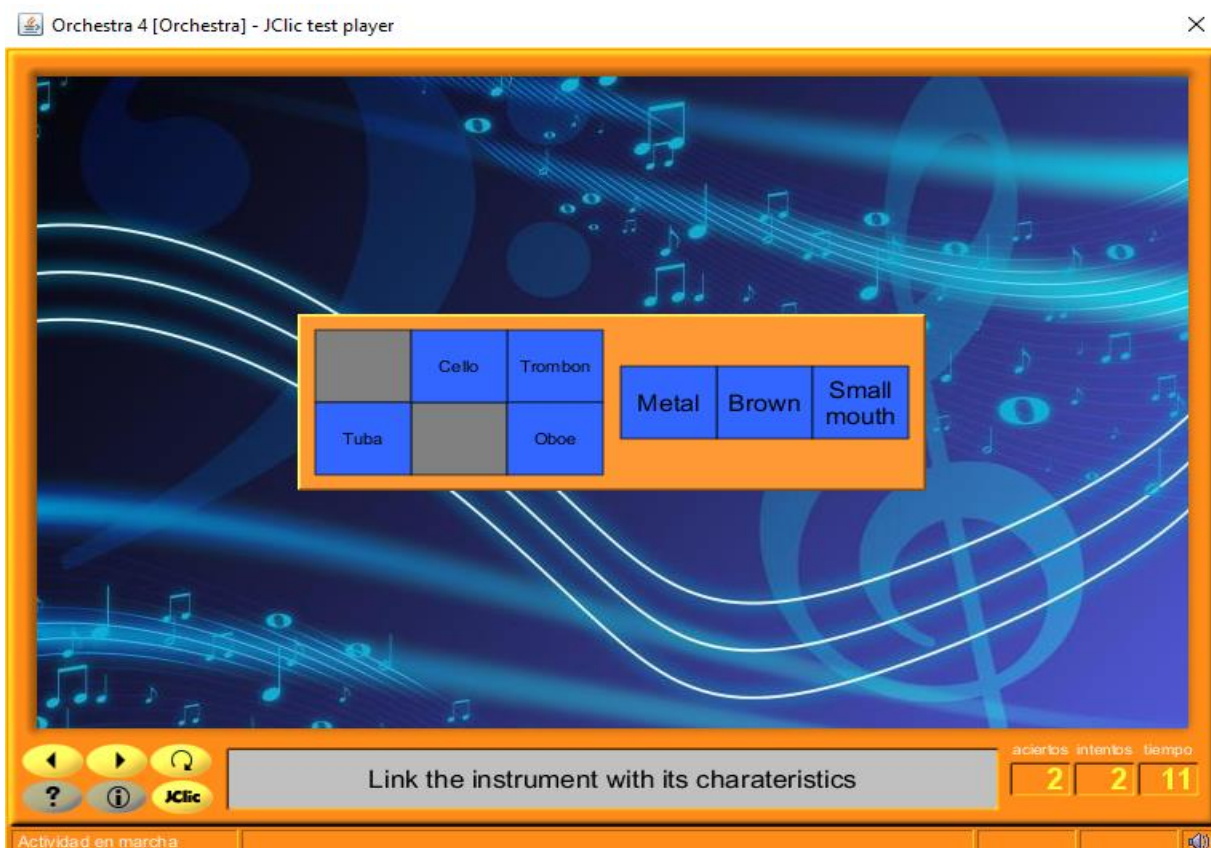 Orchestra 4 [Orchestra] - JClic test player
Cello
Trombon
Tuba
Oboe
Metal
Brown
Small
mouth
Link the instrument with its charateristics
aciertos intentos tiempo
2 2 11
? i JClic
Actividad en marcha